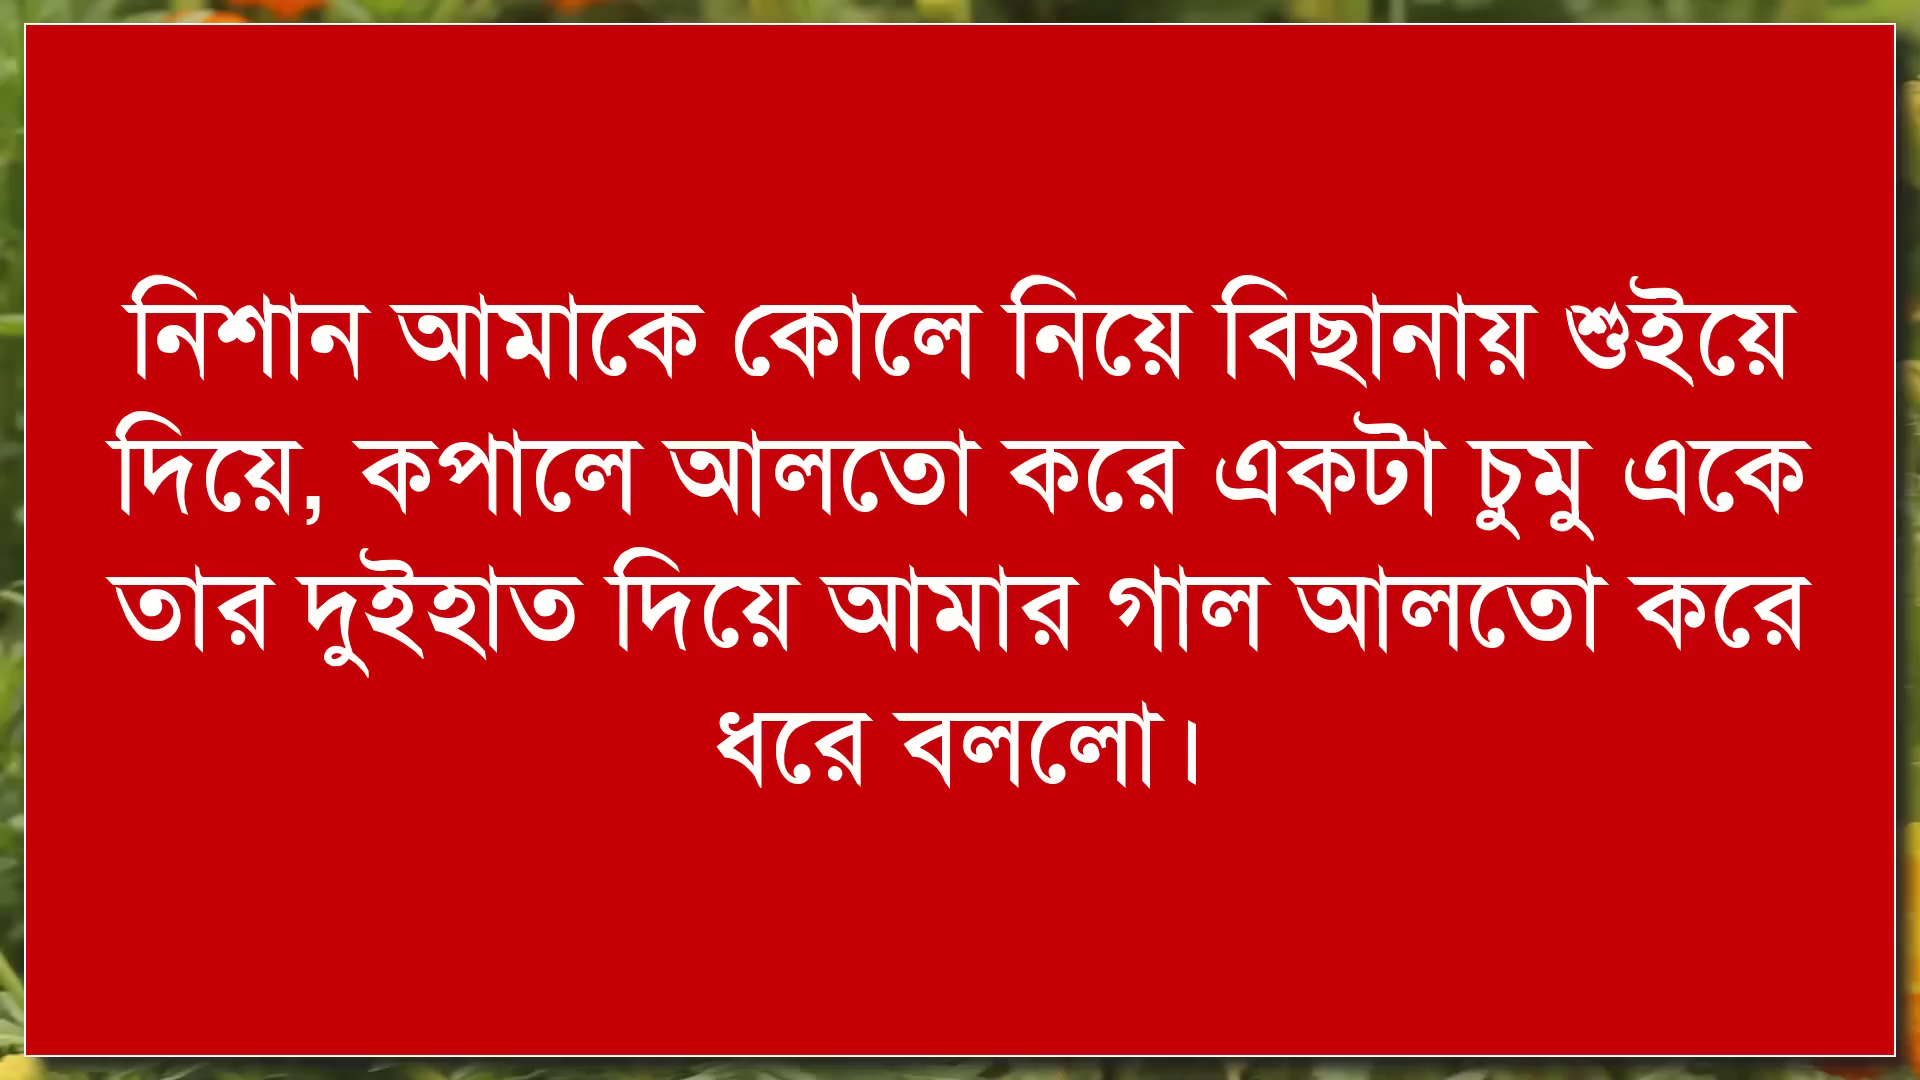 নিশান আমাকে কোলে নিয়ে বিছানায় শুইয়ে
দিয়ে, কপালে আলতো করে একটা চুমু একে
তার দুইহাত দিয়ে আমার গাল আলতো করে
ধরে বললো।